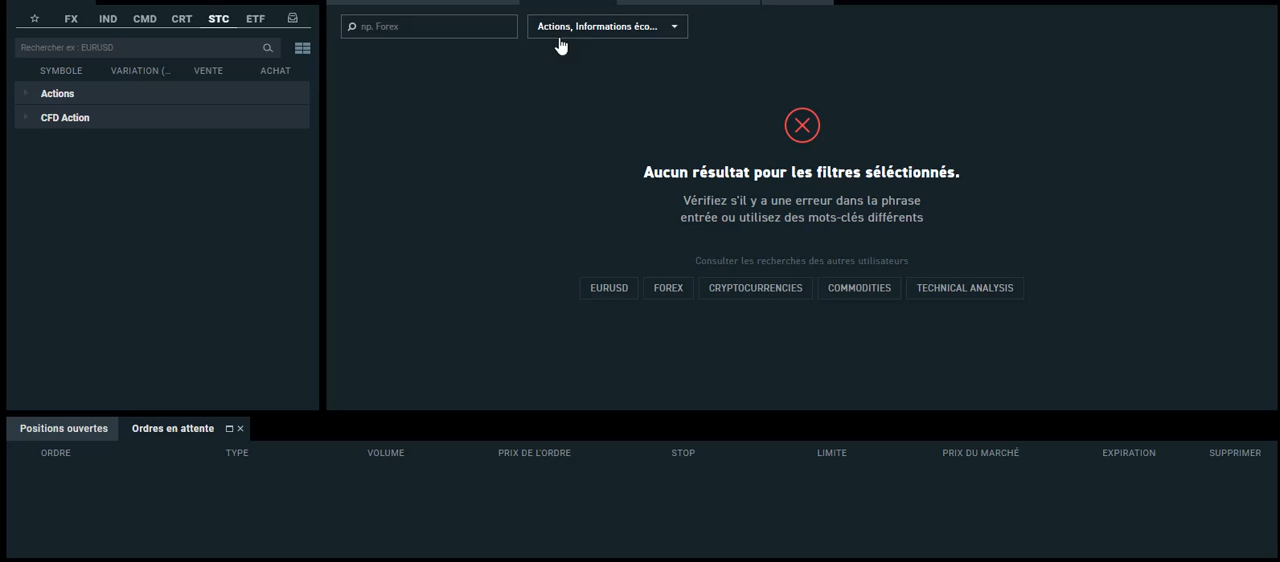 FX IND CMD CRT STC ETF
Rechercher ex : EURUSD
SYMBOLE VARIATION (... VENTE ACHAT
Actions
CFD Action
np. Forex
Actions, Informations éco...
Aucun résultat pour les filtres séléctionnés.
Vérifiez s'il y a une erreur dans la phrase
entrée ou utilisez des mots-clés différents
Consulter les recherches des autres utilisateurs
EURUSD FOREX CRYPTOCURRENCIES COMMODITIES TECHNICAL ANALYSIS
Positions ouvertes Ordres en attente
ORDRE TYPE VOLUME PRIX DE L'ORDRE STOP LIMITE PRIX DU MARCHÉ EXPIRATION SUPPRIMER